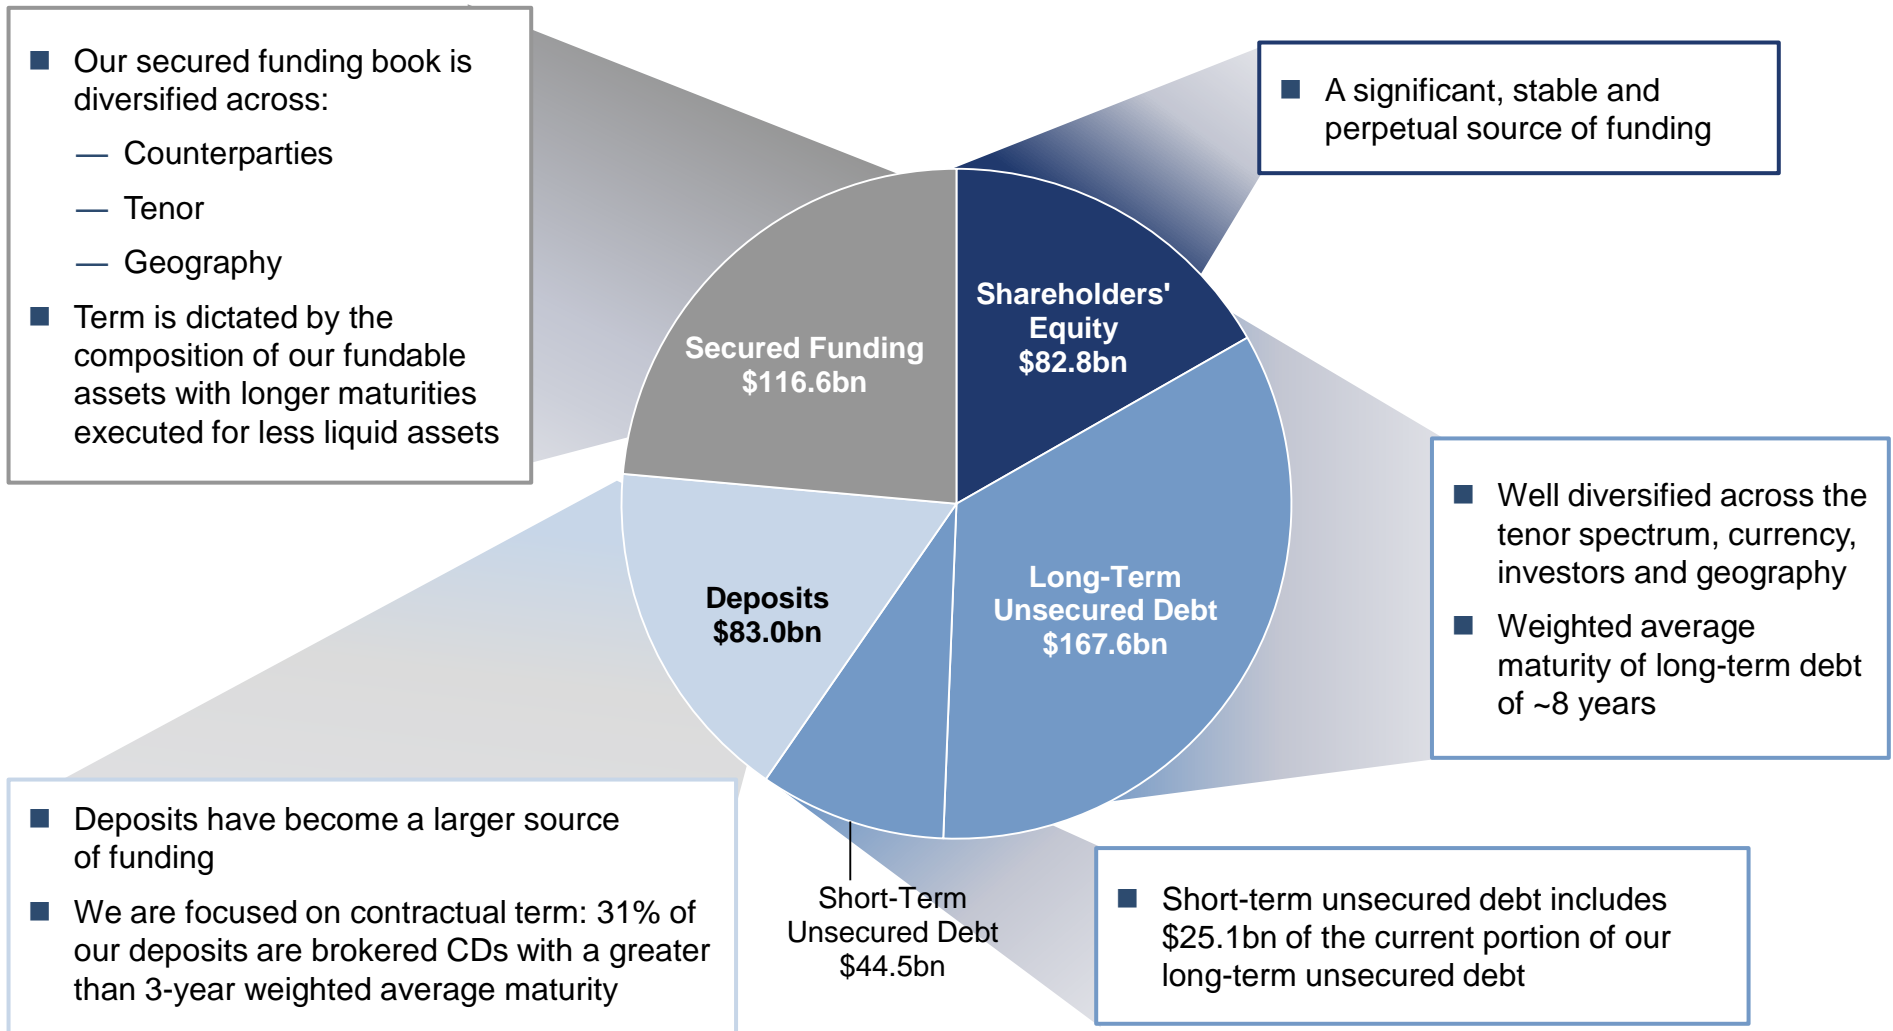 Our secured funding book is
diversified across:
— Counterparties
— Tenor
— Geography
Term is dictated by the
composition of our fundable
assets with longer maturities
executed for less liquid assets
A significant, stable and
perpetual source of funding
Shareholders'
Equity
$82.8bn
Secured Funding
$116.6bn
Long-Term
Unsecured Debt
$167.6bn
Deposits
$83.0bn
Well diversified across the
tenor spectrum, currency,
investors and geography
Weighted average
maturity of long-term debt
of ~8 years
Deposits have become a larger source
of funding
We are focused on contractual term: 31% of
our deposits are brokered CDs with a greater
than 3-year weighted average maturity
Short-Term
Unsecured Debt
$44.5bn
Short-term unsecured debt includes
$25.1bn of the current portion of our
long-term unsecured debt